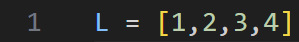 1 L = [1,2,3,4]